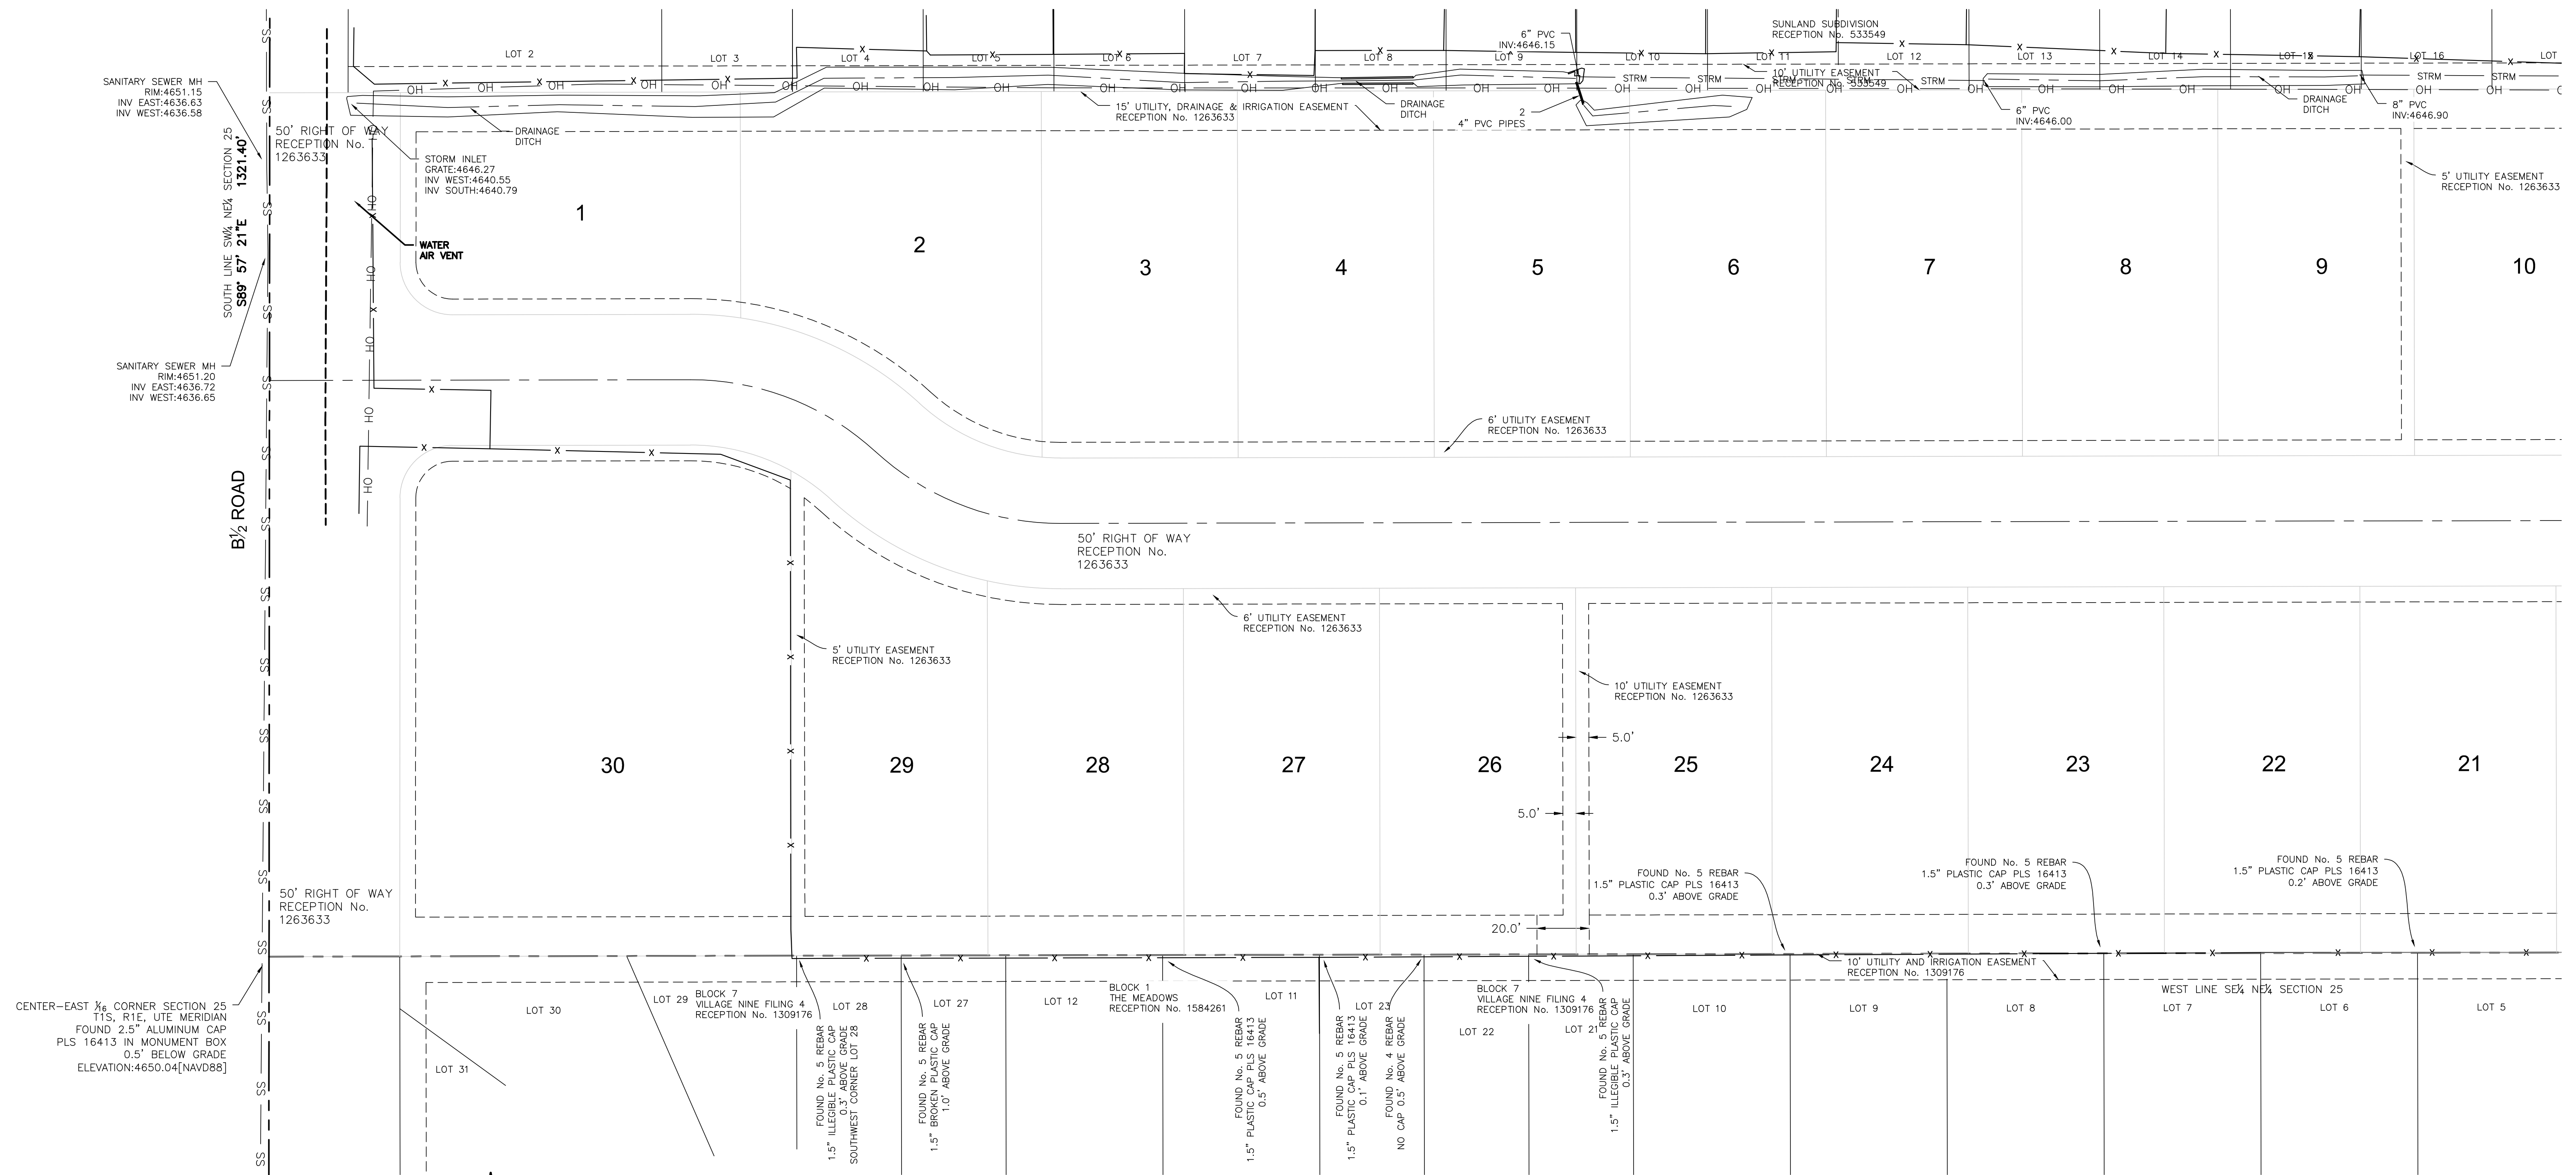 SUNLAND SUBDIVISION
RECEPTION No. 533549
6" PVC
INV:4646.15
LOT 2
LOT 3
LOT 4
LOT 5
LOT 6
LOT 7
LOT 8
LOT 9
LOT 10
LOT 11
LOT 12
LOT 13
LOT 14
LOT 15
LOT 16
LOT
10' UTILITY EASEMENT
RECEPTION No. 533549
STRM
STRM
STRM
STRM
STRM
STRM
STRM
STRM
SANITARY SEWER MH
RIM:4651.15
INV EAST:4636.63
INV WEST:4636.58
50' RIGHT OF WAY
RECEPTION No.
1263633
SOUTH LINE SW¼ NE¼ SECTION 25
S89° 57' 21"E 1321.40'
DRAINAGE
DITCH
STORM INLET
GRATE:4646.27
INV WEST:4640.55
INV SOUTH:4640.79
15' UTILITY, DRAINAGE & IRRIGATION EASEMENT
RECEPTION No. 1263633
DRAINAGE
DITCH
2
4" PVC PIPES
6" PVC
INV:4646.00
DRAINAGE
DITCH
8" PVC
INV:4646.90
5' UTILITY EASEMENT
RECEPTION No. 1263633
WATER
AIR VENT
1
2
3
4
5
6
7
8
9
10
SANITARY SEWER MH
RIM:4651.20
INV EAST:4636.72
INV WEST:4636.65
6' UTILITY EASEMENT
RECEPTION No. 1263633
B½ ROAD
50' RIGHT OF WAY
RECEPTION No.
1263633
6' UTILITY EASEMENT
RECEPTION No. 1263633
5' UTILITY EASEMENT
RECEPTION No. 1263633
10' UTILITY EASEMENT
RECEPTION No. 1263633
5.0'
30
29
28
27
26
25
24
23
22
21
5.0'
50' RIGHT OF WAY
RECEPTION No.
1263633
20.0'
FOUND No. 5 REBAR
1.5" PLASTIC CAP PLS 16413
0.3' ABOVE GRADE
FOUND No. 5 REBAR
1.5" PLASTIC CAP PLS 16413
0.3' ABOVE GRADE
FOUND No. 5 REBAR
1.5" PLASTIC CAP PLS 16413
0.2' ABOVE GRADE
10' UTILITY AND IRRIGATION EASEMENT
RECEPTION No. 1309176
WEST LINE SE¼ NE¼ SECTION 25
CENTER-EAST 1/16 CORNER SECTION 25
T1S, R1E, UTE MERIDIAN
FOUND 2.5" ALUMINUM CAP
PLS 16413 IN MONUMENT BOX
0.5' BELOW GRADE
ELEVATION:4650.04[NAVD88]
LOT 31
LOT 30
LOT 29
BLOCK 7
VILLAGE NINE FILING 4
RECEPTION No. 1309176
LOT 28
LOT 27
LOT 12
BLOCK 1
THE MEADOWS
RECEPTION No. 1584261
LOT 11
LOT 23
BLOCK 7
VILLAGE NINE FILING 4
RECEPTION No. 1309176
LOT 22
LOT 21
LOT 10
LOT 9
LOT 8
LOT 7
LOT 6
LOT 5
FOUND No. 5 REBAR
1.5" ILLEGIBLE PLASTIC CAP
0.3' ABOVE GRADE
SOUTHWEST CORNER LOT 28
FOUND No. 5 REBAR
1.5" BROKEN PLASTIC CAP
1.0' ABOVE GRADE
FOUND No. 5 REBAR
1.5" PLASTIC CAP PLS 16413
0.5' ABOVE GRADE
FOUND No. 5 REBAR
1.5" PLASTIC CAP PLS 16413
0.1' ABOVE GRADE
FOUND No. 4 REBAR
NO CAP 0.5' ABOVE GRADE
FOUND No. 5 REBAR
1.5" ILLEGIBLE PLASTIC CAP
0.3' ABOVE GRADE